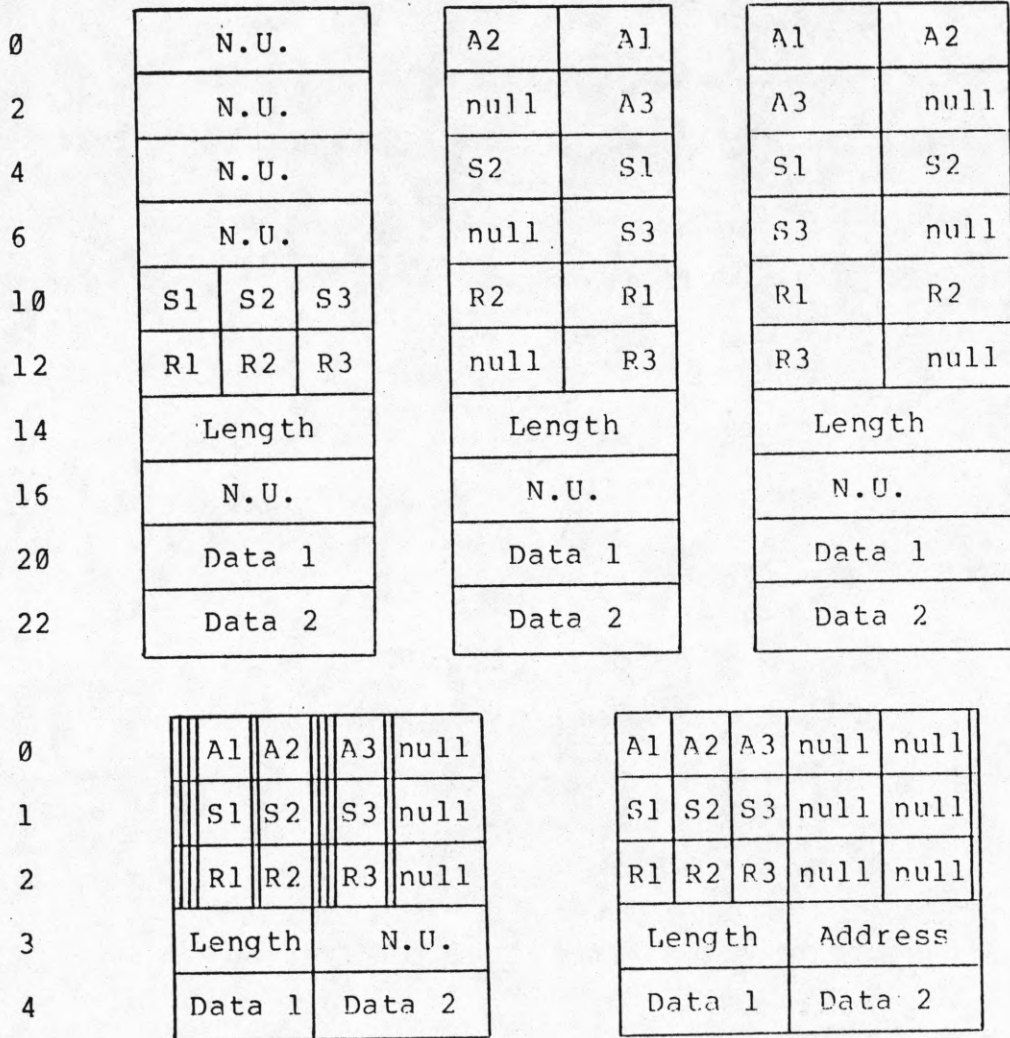 Ø N.U. A2 A1 A1 A2
2 N.U. null A3 A3 null
4 N.U. S2 S1 S1 S2
6 N.U. null S3 S3 null
1Ø S1 S2 S3 R2 R1 R1 R2
12 R1 R2 R3 null R3 R3 null
14 Length Length Length
16 N.U. N.U. N.U.
2Ø Data 1 Data 1 Data 1
22 Data 2 Data 2 Data 2
Ø A1 A2 A3 null A1 A2 A3 null null
1 S1 S2 S3 null S1 S2 S3 null null
2 R1 R2 R3 null R1 R2 R3 null null
3 Length N.U. Length Address
4 Data 1 Data 2 Data 1 Data 2